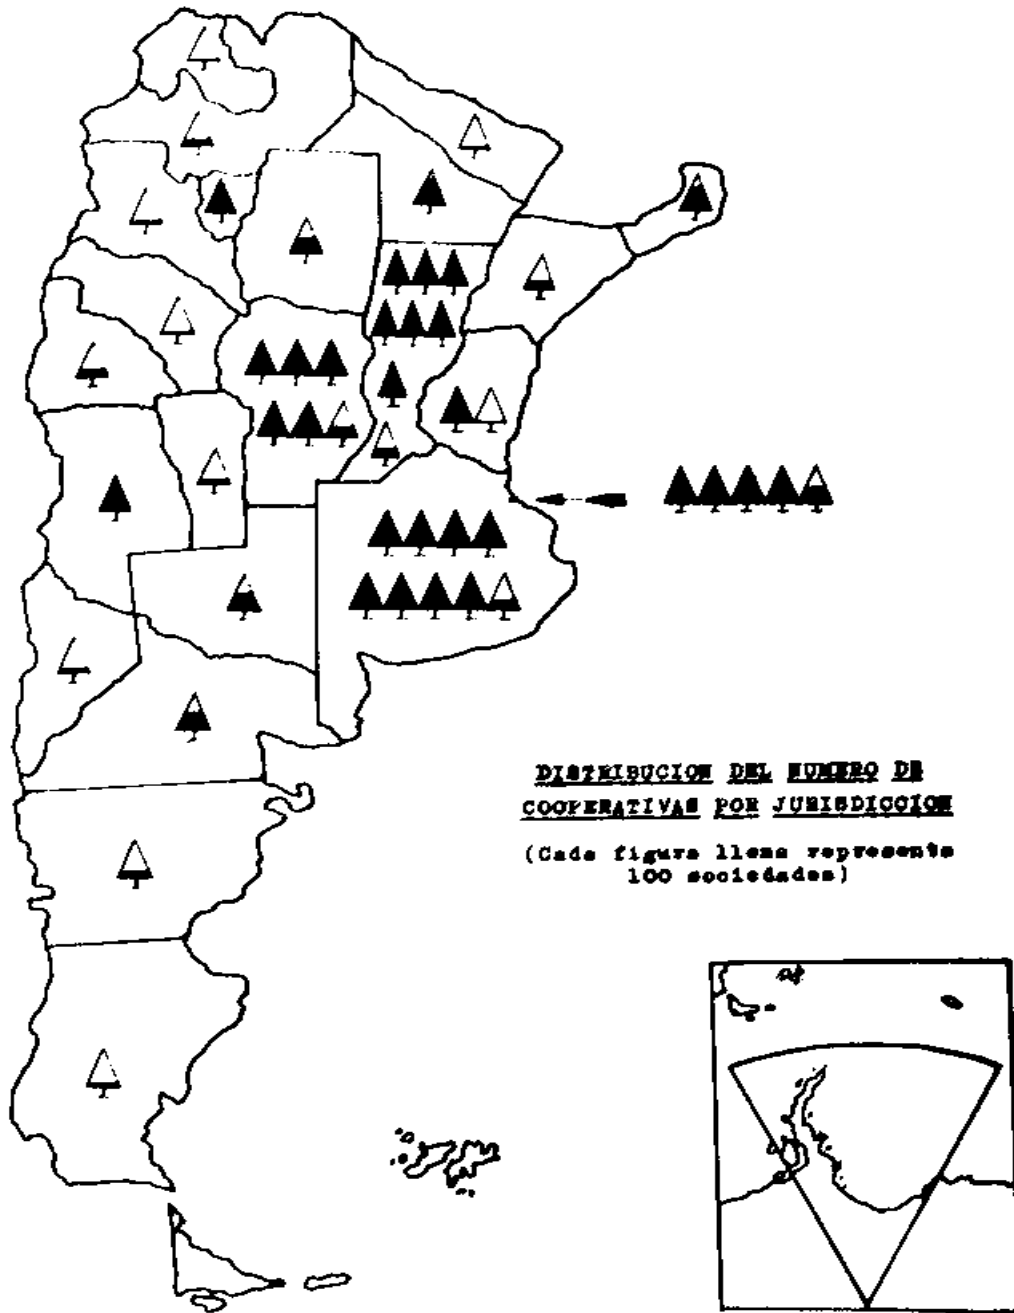 DISTRIBUCION DEL NUMERO DE
COOPERATIVAS POR JURISDICCION
(Cada figura llena representa
100 sociedades)